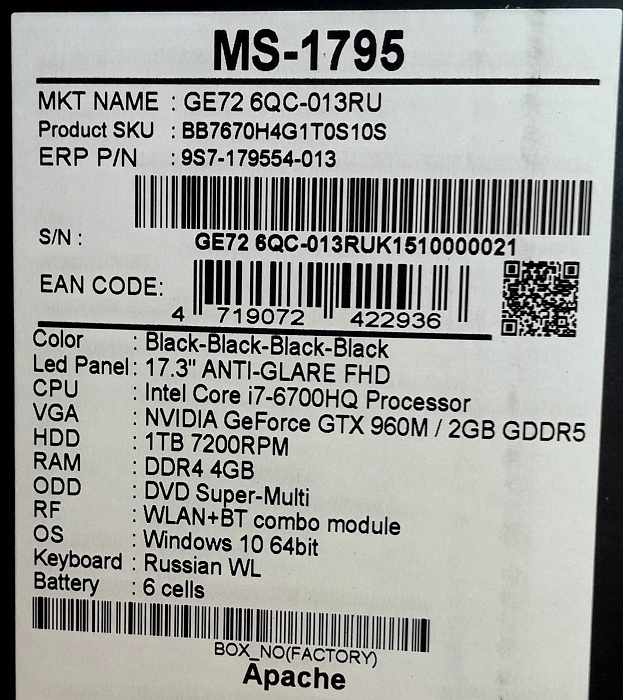 MS-1795
MKT NAME : GE72 6QC-013RU
Product SKU : BB7670H4G1T0S10S
ERP P/N : 9S7-179554-013
S/N : GE72 6QC-013RUK1510000021
EAN CODE:
4 719072 422936
Color : Black-Black-Black-Black
Led Panel : 17.3" ANTI-GLARE FHD
CPU : Intel Core i7-6700HQ Processor
VGA : NVIDIA GeForce GTX 960M / 2GB GDDR5
HDD : 1TB 7200RPM
RAM : DDR4 4GB
ODD : DVD Super-Multi
RF : WLAN+BT combo module
OS : Windows 10 64bit
Keyboard : Russian WL
Battery : 6 cells
BOX_NO(FACTORY)
Apache